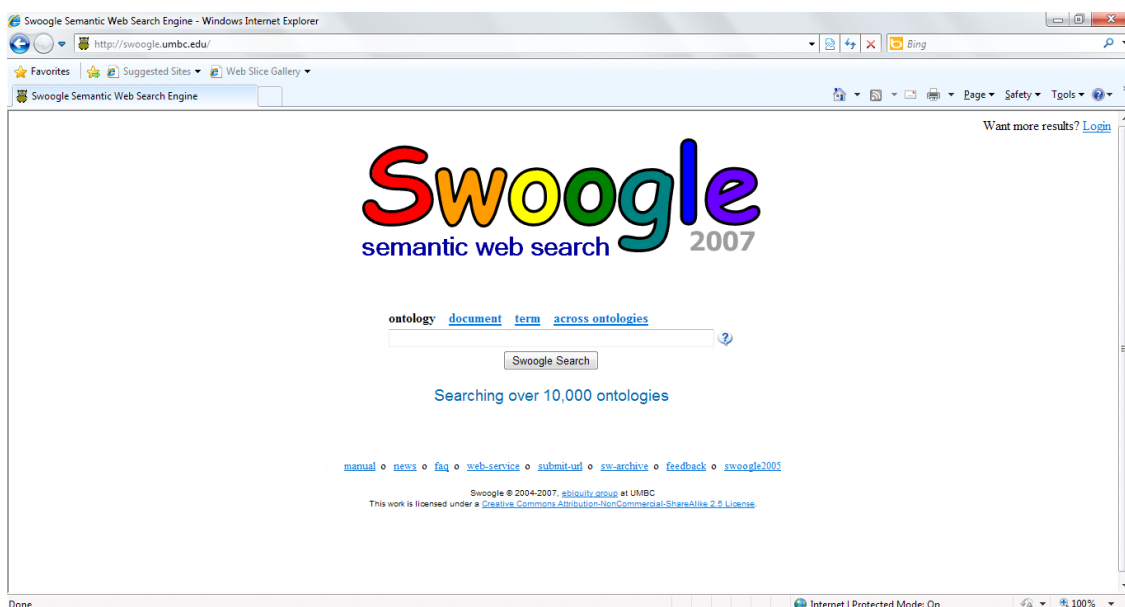 Swoogle Semantic Web Search Engine - Windows Internet Explorer
http://swoogle.umbc.edu/ Bing
Favorites Suggested Sites Web Slice Gallery
Swoogle Semantic Web Search Engine Page Safety Tools
Want more results? Login
Swoogle
semantic web search 2007
ontology document term across ontologies
Swoogle Search
Searching over 10,000 ontologies
manual o news o faq o web-service o submit-url o sw-archive o feedback o swoogle2005
Swoogle © 2004-2007, ebiquity group at UMBC
This work is licensed under a Creative Commons Attribution-NonCommercial-ShareAlike 2.5 License.
Done Internet | Protected Mode: On 100%